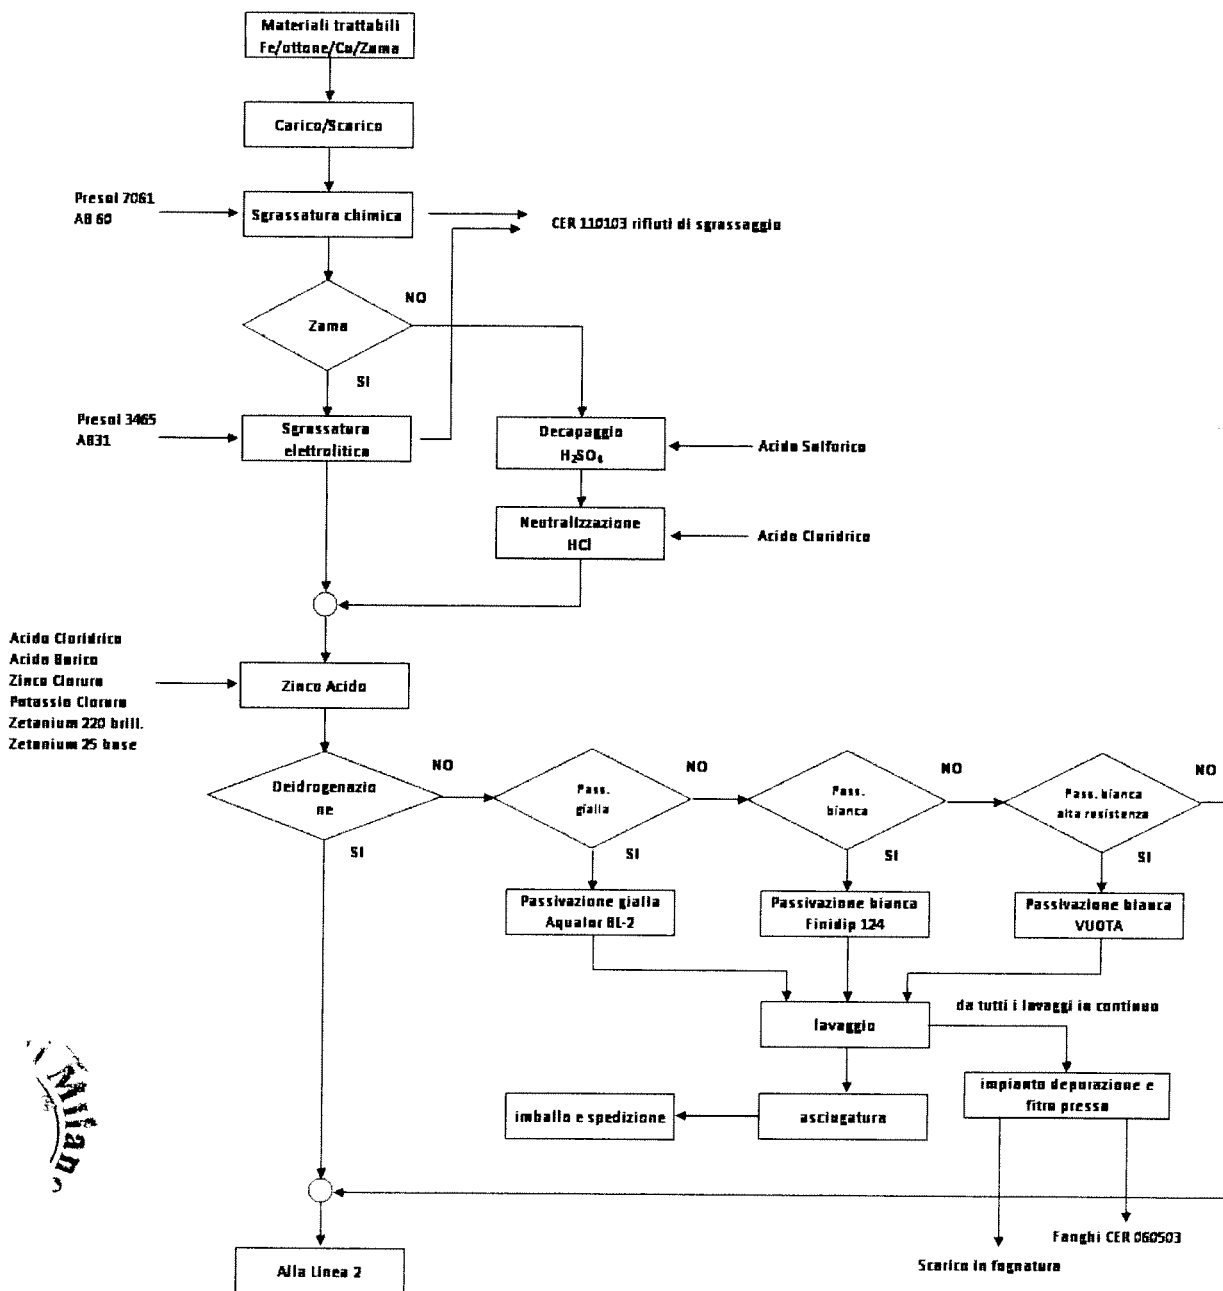 Materiali trattabili
Fe/ottone/Cu/Zama
Carico/Scarico
Presol 7061
AB 60
Sgrassatura chimica
CER 110103 rifiuti di sgrassaggio
NO
Zama
SI
Presol 3465
AB31
Sgrassatura
elettrolitica
Decapaggio
H₂SO₄
Acido Solforico
Neutralizzazione
HCl
Acido Cloridrico
Acido Cloridrico
Acido Borico
Zinco Cloruro
Potassio Cloruro
Zetanium 220 brill.
Zetanium 25 base
Zinco Acido
Deidrogenazio
ne
NO
SI
Pass.
gialla
NO
SI
Pass.
bianca
NO
SI
Pass. bianca
alta resistenza
NO
SI
Passivazione gialla
Aqualor BL-2
Passivazione bianca
Finidip 124
Passivazione bianca
VUOTA
lavaggio
da tutti i lavaggi in continuo
impianto depurazione e
fitro pressa
imballo e spedizione
asciugatura
Milano
Fanghi CER 060503
Scarico in fognatura
Alla Linea 2